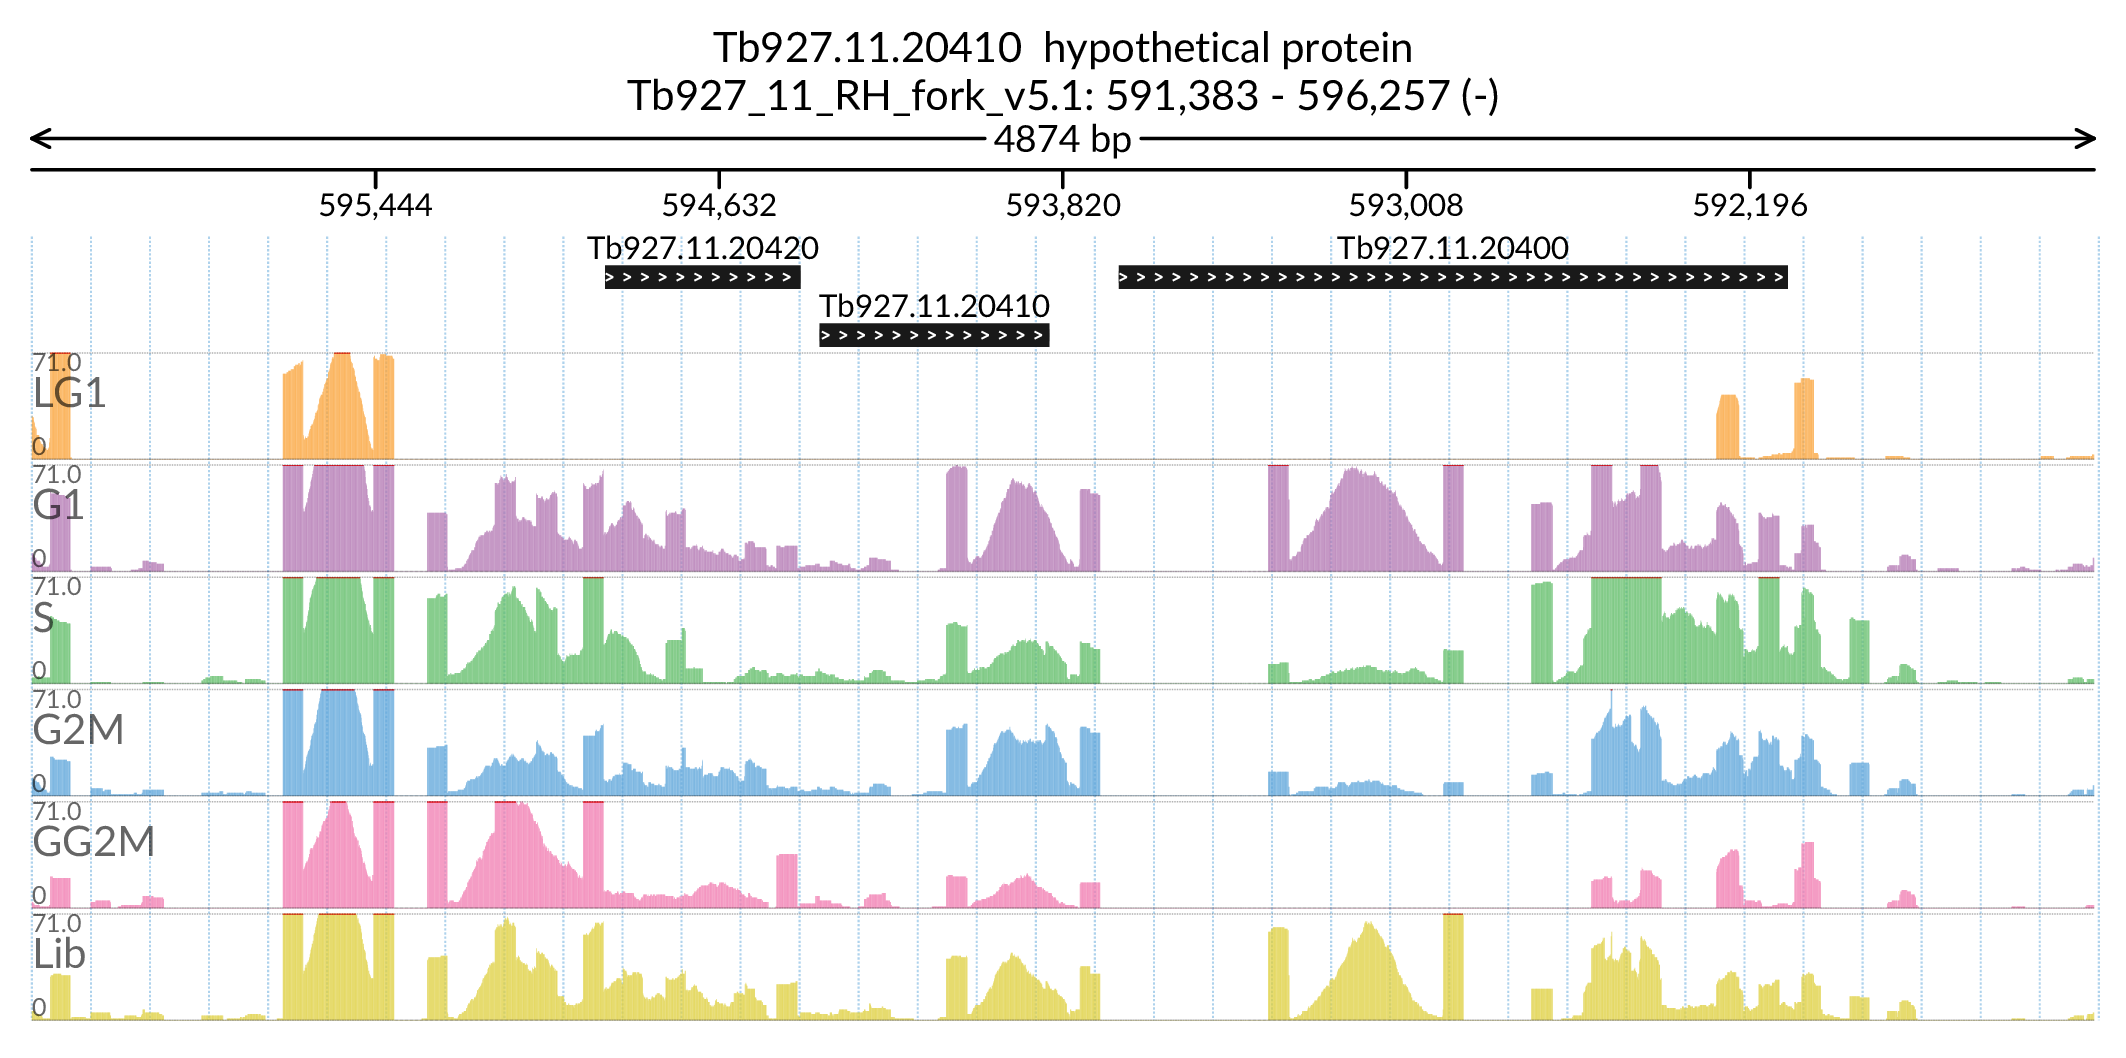 Tb927.11.20410  hypothetical protein
Tb927_11_RH_fork_v5.1: 591,383 - 596,257 (-)
4874 bp
595,444 594,632 593,820 593,008 592,196
Tb927.11.20420 Tb927.11.20400
Tb927.11.20410
71.0
LG1
0
71.0
G1
0
71.0
S
0
71.0
G2M
0
71.0
GG2M
0
71.0
Lib
0